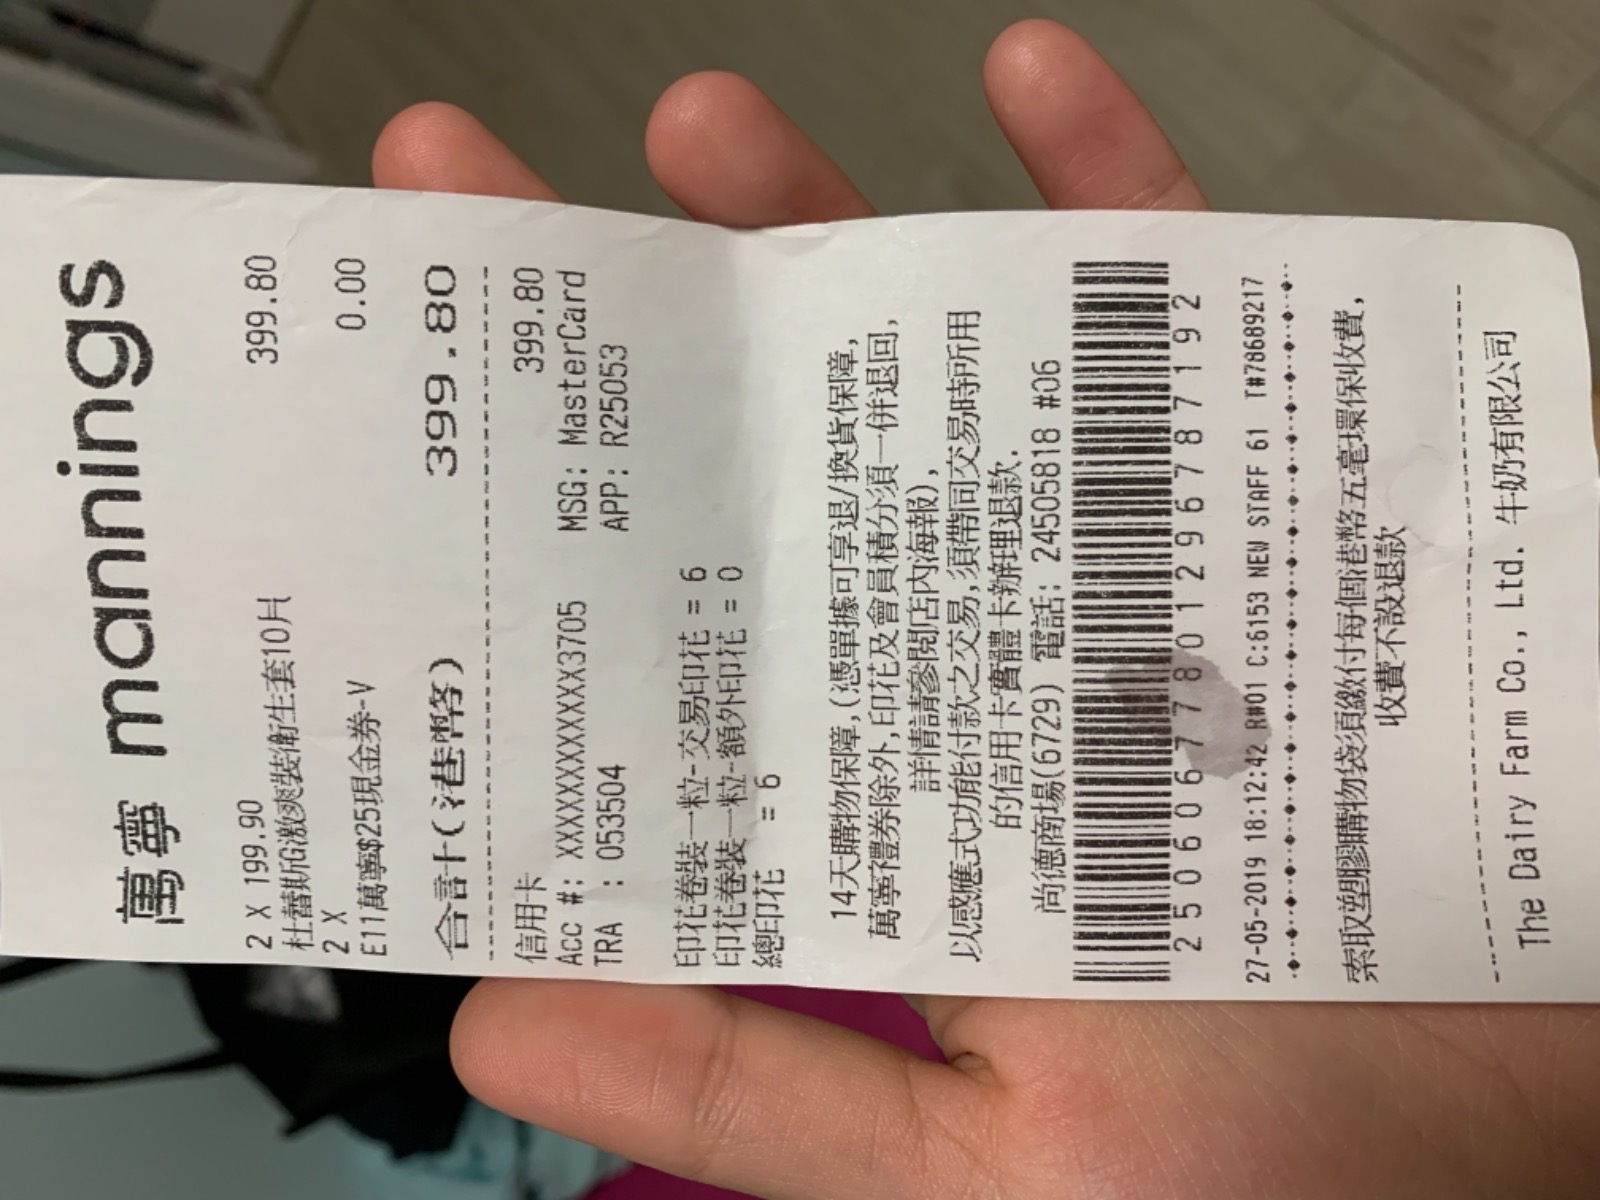 萬寧 mannings
2 X 199.90 399.80
杜蕾斯G激爽裝衛生套10片
2 X 0.00
E11萬寧$25現金券-V
合計(港幣) 399.80
信用卡 399.80
ACC #: XXXXXXXXXXXX3705 MSG: MasterCard
TRA : 053504 APP: R25053
印花卷裝一粒-交易印花 = 6
印花卷裝一粒-額外印花 = 0
總印花 = 6
14天購物保障,(憑單據可享退/換貨保障,
萬寧禮券除外,印花及會員積分須一併退回,
詳情請參閱店內海報),
以感應式功能付款之交易,須帶同交易時所用
的信用卡實體卡辦理退款.
尚德商場(6729) 電話: 24505818 #06
2506067780129678​7192
27-05-2019 18:12:42 R#01 C:6153 NEW STAFF 61 T#78689217
索取塑膠購物袋須繳付每個港幣五毫環保收費,
收費不設退款
The Dairy Farm Co., Ltd. 牛奶有限公司